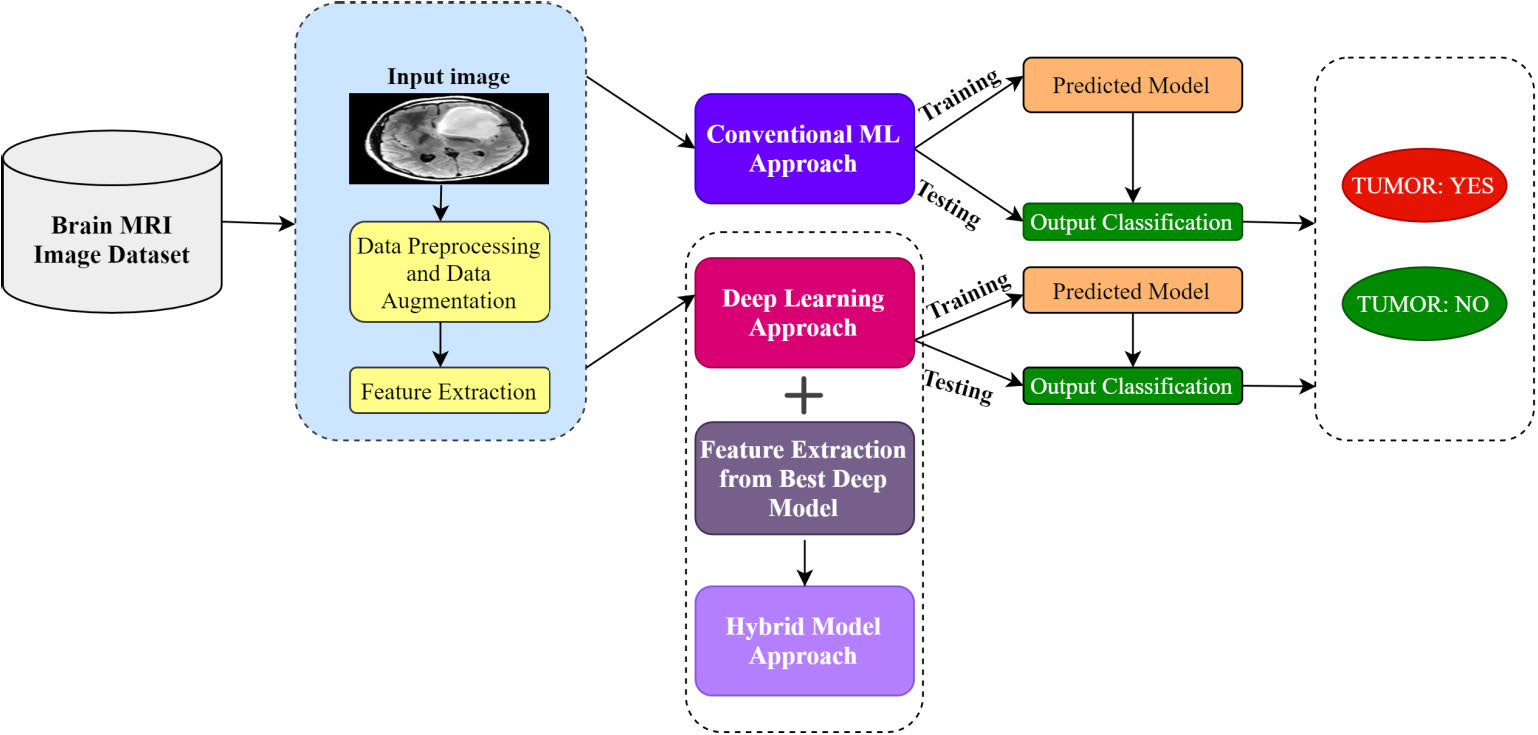 Brain MRI
Image Dataset
Input image
Data Preprocessing
and Data
Augmentation
Feature Extraction
Conventional ML
Approach
Training
Testing
Predicted Model
Output Classification
Deep Learning
Approach
Training
Testing
Predicted Model
Output Classification
+
Feature Extraction
from Best Deep
Model
Hybrid Model
Approach
TUMOR: YES
TUMOR: NO